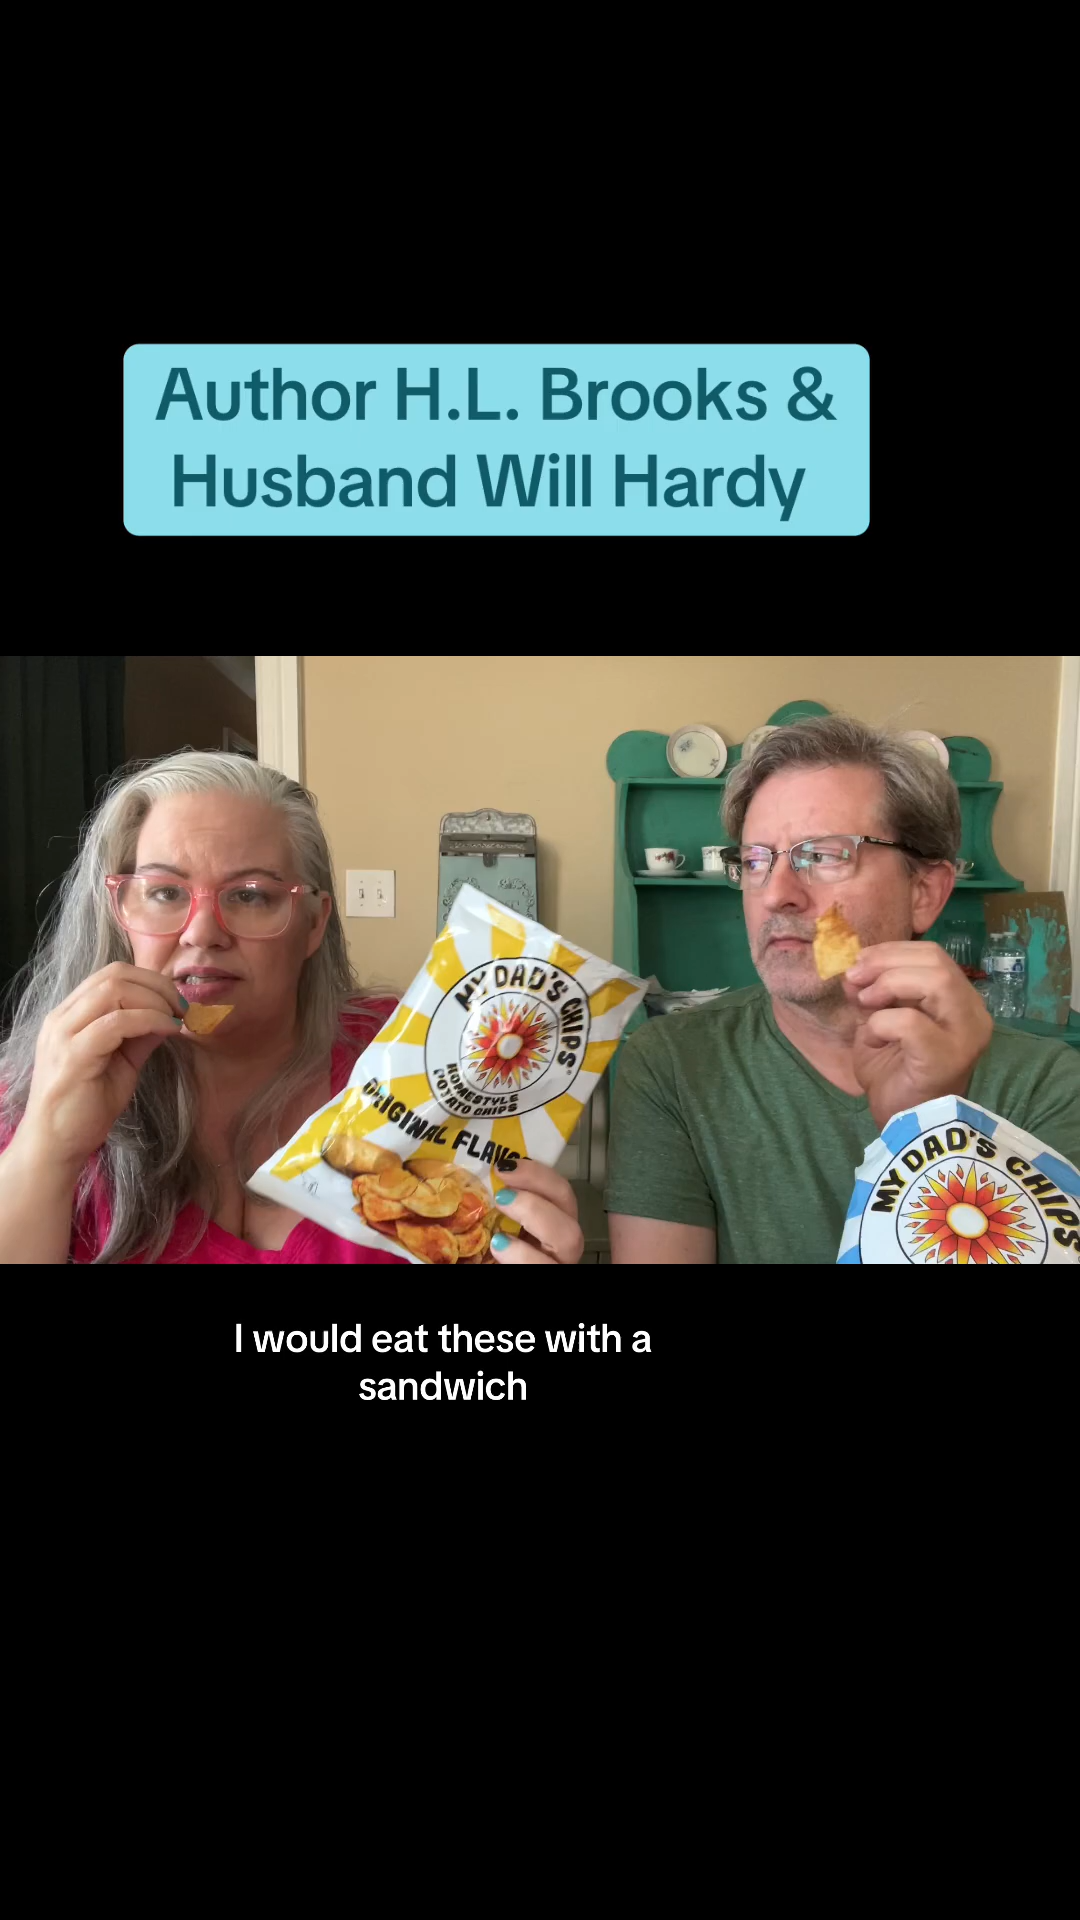 Author H.L. Brooks &
Husband Will Hardy
MY DAD'S CHIPS
HOMESTYLE
POTATO CHIPS
ORIGINAL FLAVOR
MY DAD'S CHIPS
I would eat these with a
sandwich